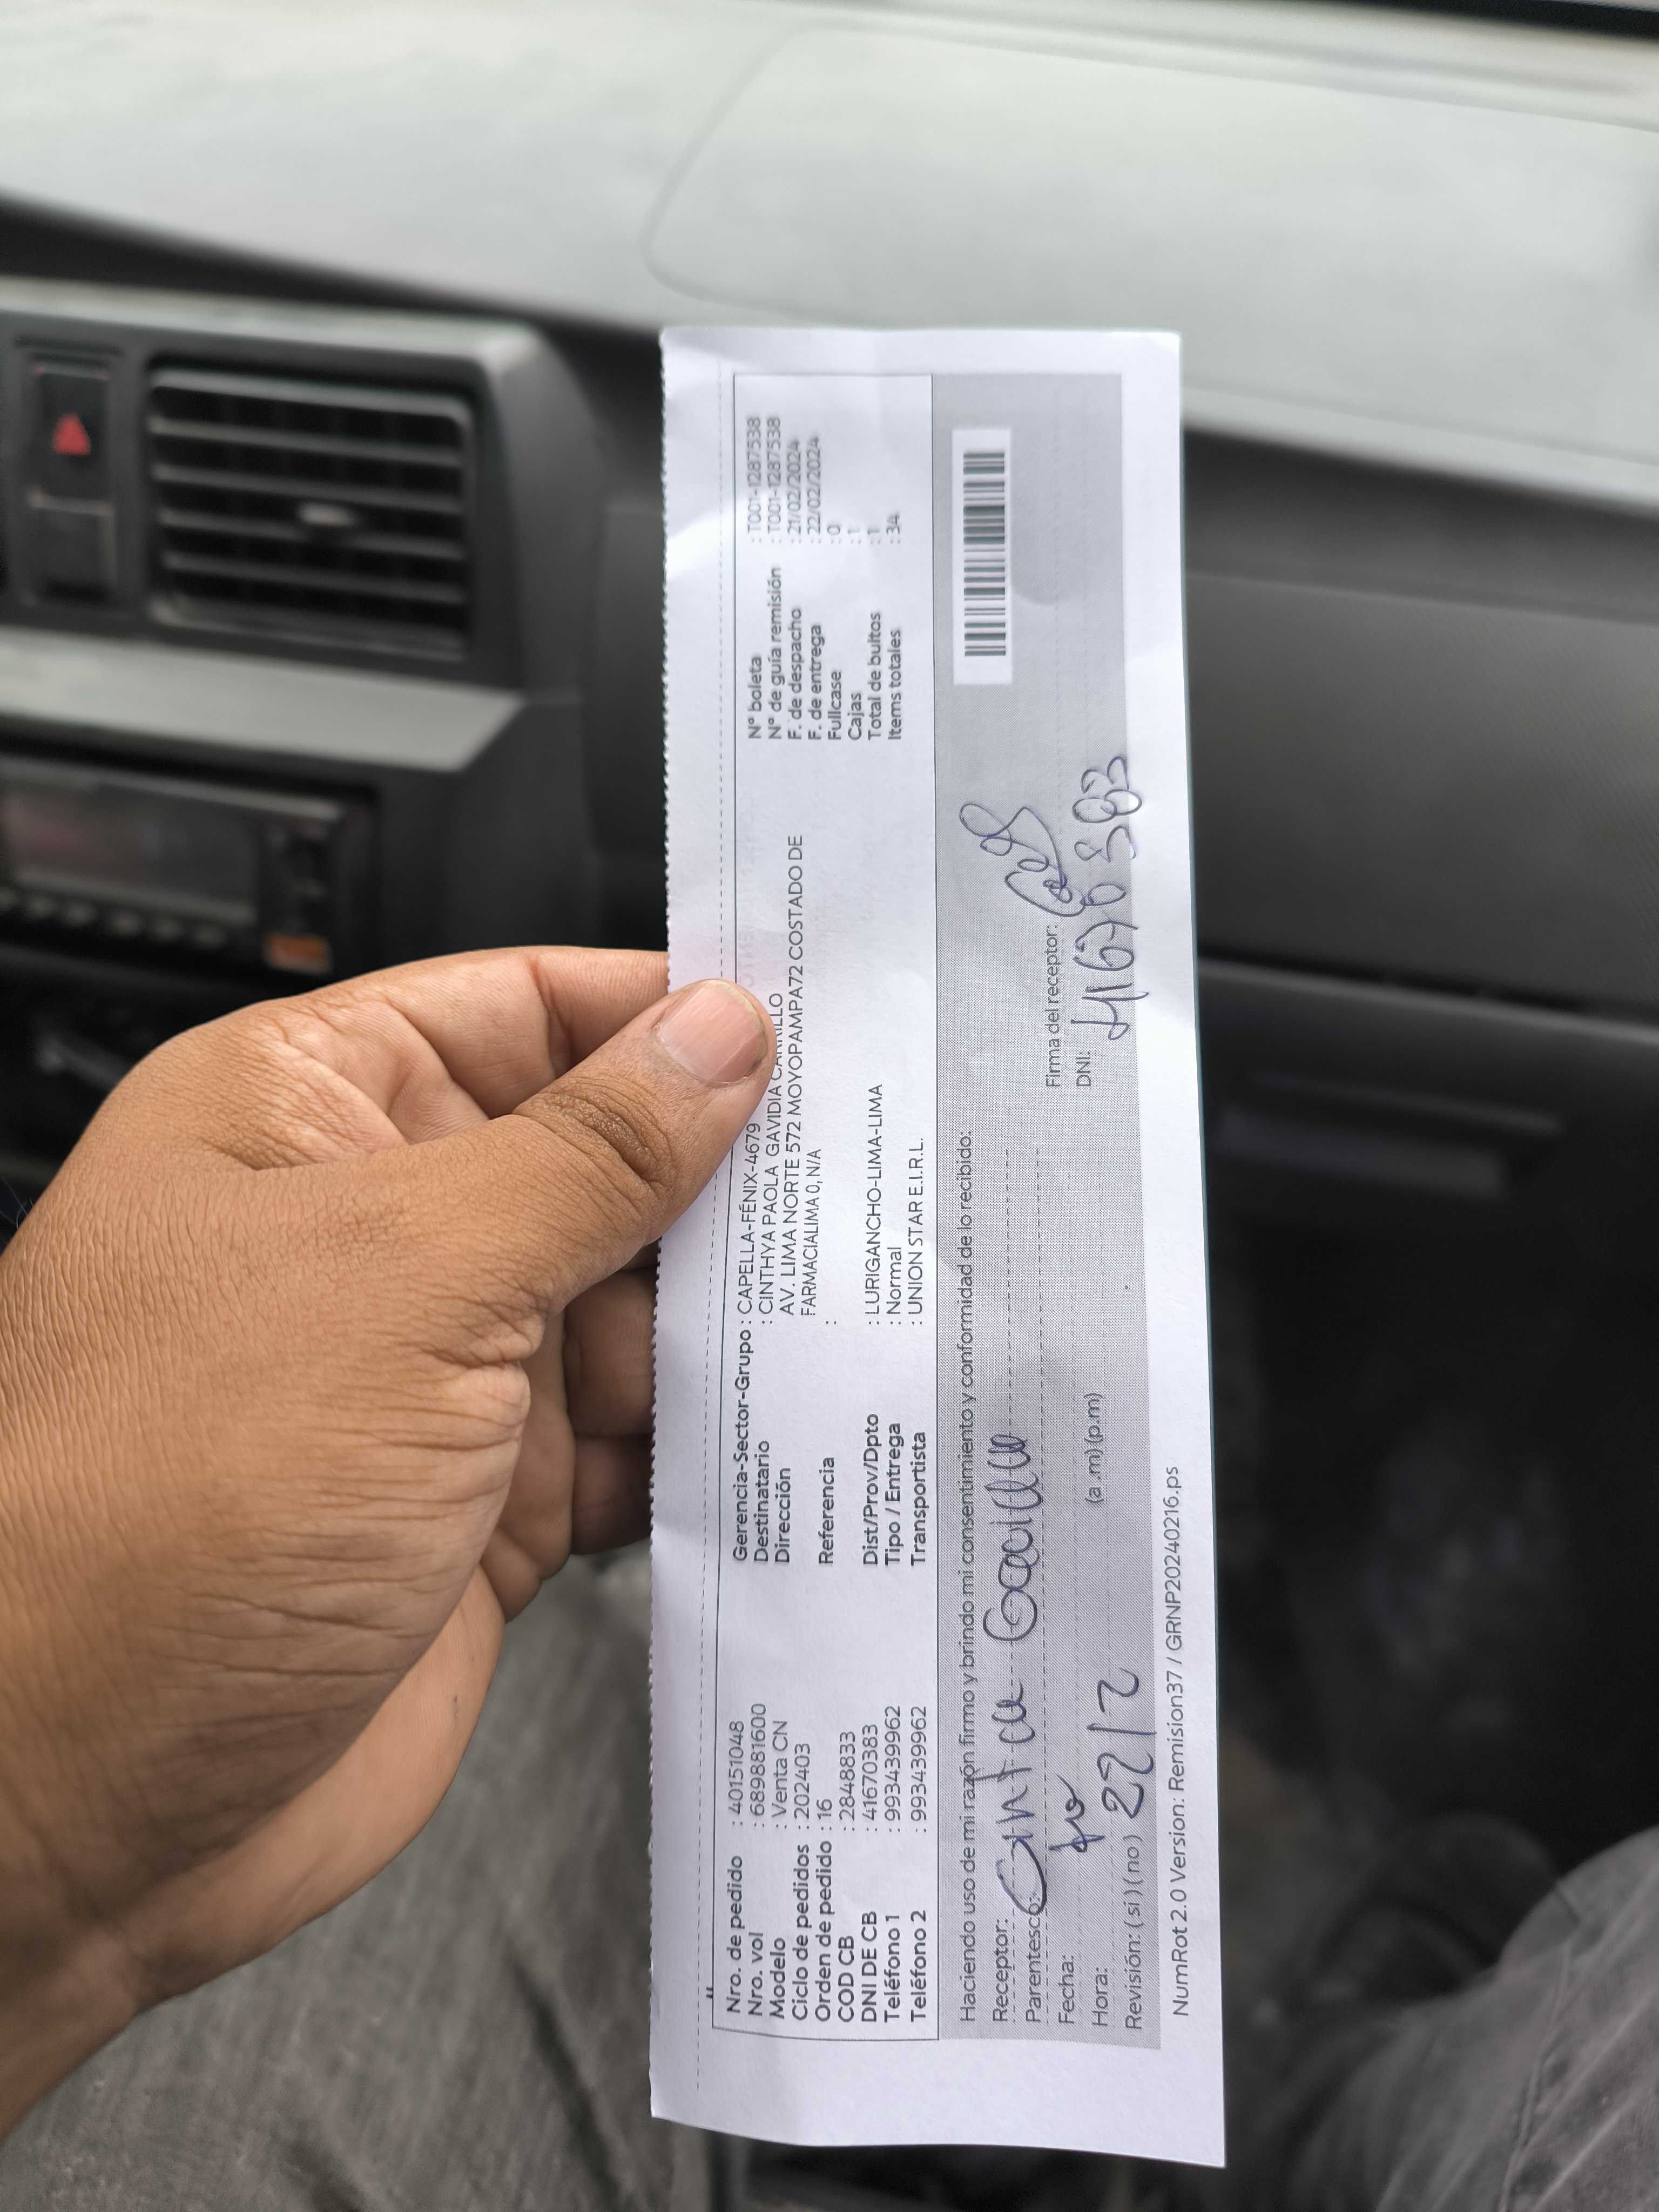 Nro. de pedido : 40151048
Nro. vol : 689881600
Modelo : Venta CN
Ciclo de pedidos : 202403
Orden de pedido : 16
COD CB : 2848833
DNI DE CB : 41670383
Teléfono 1 : 993439962
Teléfono 2 : 993439962
Gerencia-Sector-Grupo : CAPELLA-FÉNIX-4679
Destinatario : CINTHYA PAOLA GAVIDIA CARRILLO
Dirección AV. LIMA NORTE 572 MOYOPAMPA72 COSTADO DE
FARMACIALIMA 0, N/A
Referencia :
Dist/Prov/Dpto : LURIGANCHO-LIMA-LIMA
Tipo / Entrega : Normal
Transportista : UNION STAR E.I.R.L.
N° boleta : T001-1287538
N° de guía remisión : T001-1287538
F. de despacho : 21/02/2024
F. de entrega : 22/02/2024
Fullcase : 0
Cajas : 1
Total de bultos : 1
Items totales : 34
Haciendo uso de mi razón firmo y brindo mi consentimiento y conformidad de lo recibido:
Receptor:
Parentesco:
Fecha:
Hora: 22/2 (a .m) (p.m)
Revisión: ( si ) ( no )
Firma del receptor:
DNI: 41670383
NumRot 2.0 Version: Remision37 / GRNP20240216.ps